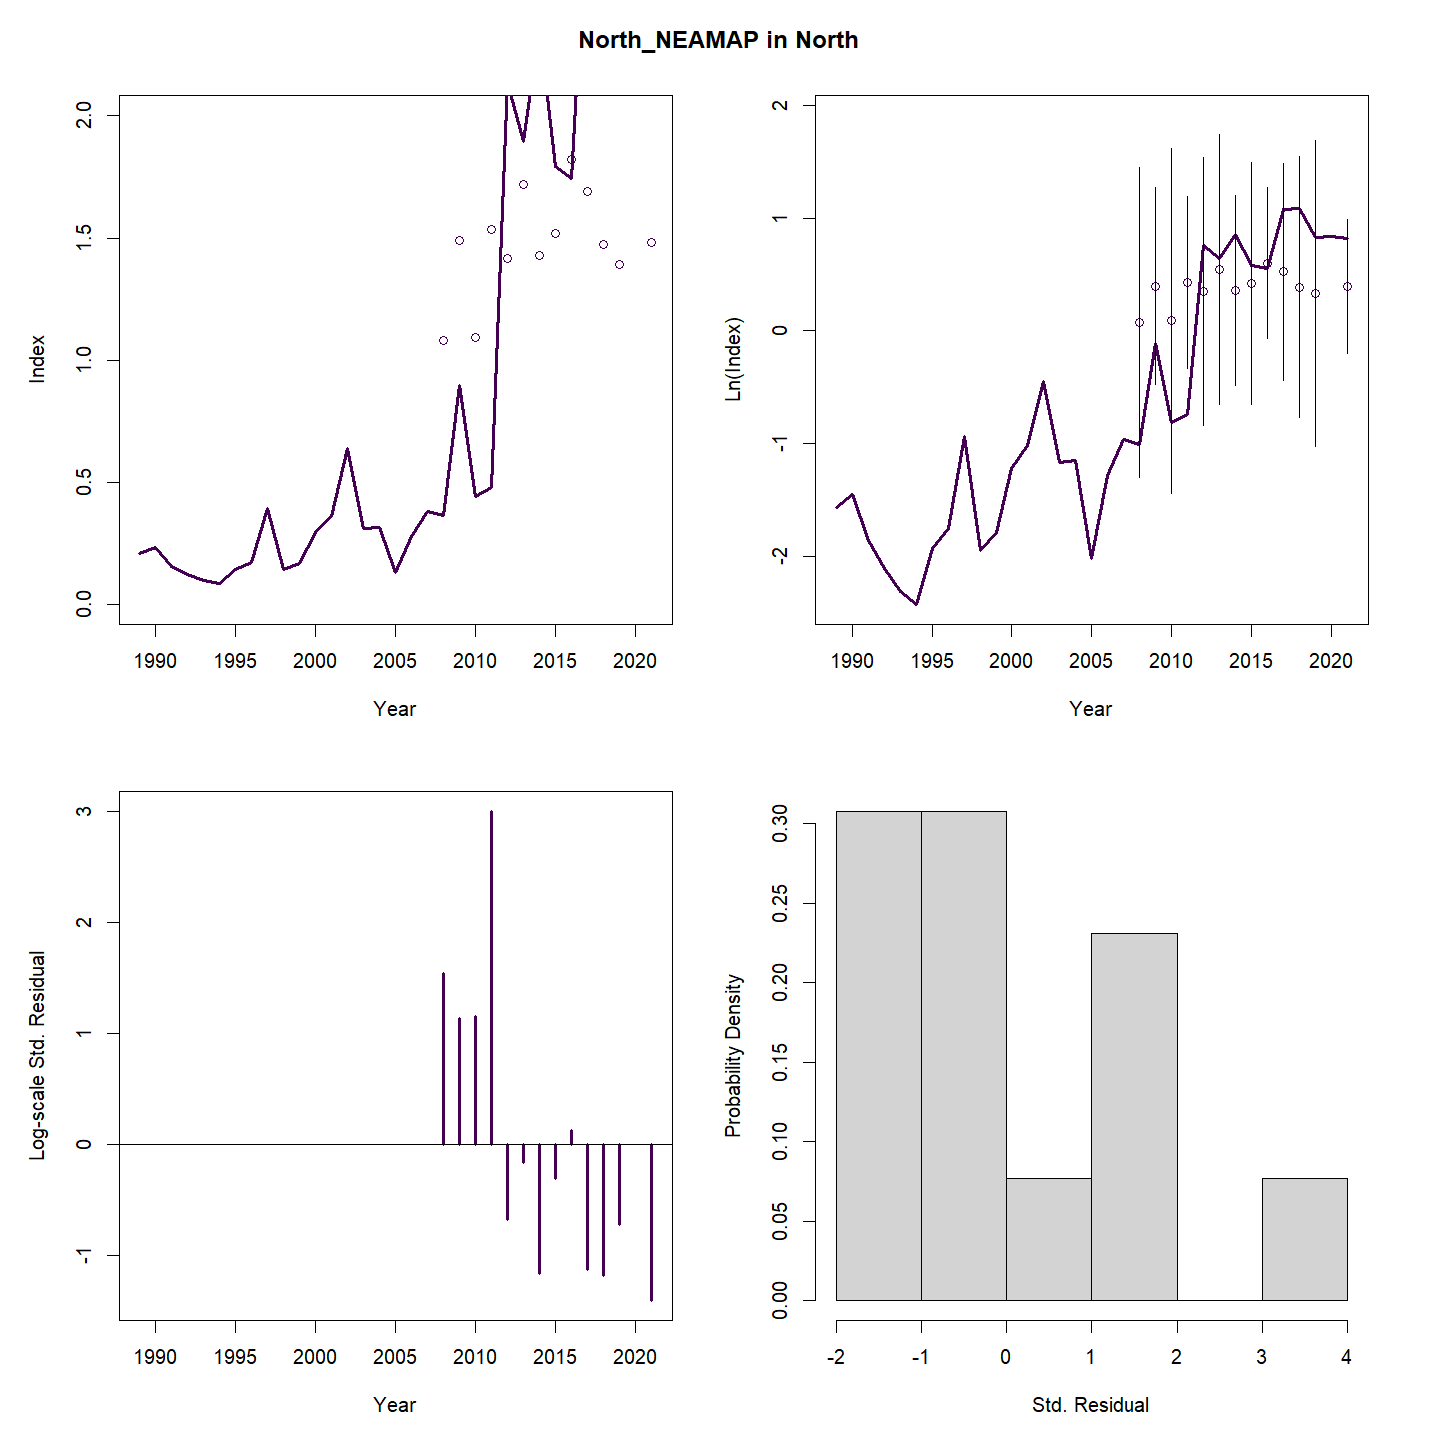 North_NEAMAP in North
Index
2.0
1.5
1.0
0.5
0.0
1990 1995 2000 2005 2010 2015 2020
Year
Ln(Index)
2
1
0
-1
-2
1990 1995 2000 2005 2010 2015 2020
Year
Log-scale Std. Residual
3
2
1
0
-1
1990 1995 2000 2005 2010 2015 2020
Year
Probability Density
0.30
0.25
0.20
0.15
0.10
0.05
0.00
-2 -1 0 1 2 3 4
Std. Residual